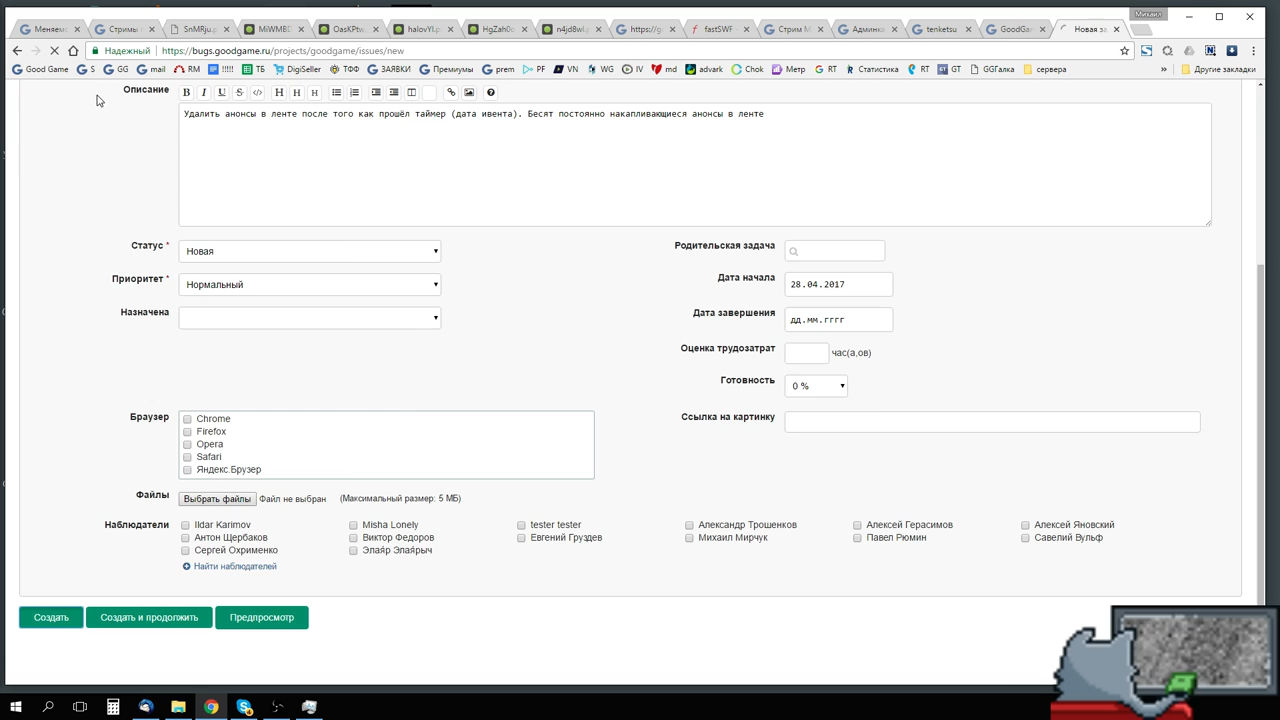 Михаил
Меняемс
Стримы
SnMRju.p
MiWMBD
OasKPtw
halovYl.p
HgZah0c
n4jd8wl.p
https://g
fastSWF
Стрим М
Админка
tenketsu
GoodGa
Новая за
Надежный
https://bugs.goodgame.ru/projects/goodgame/issues/new
Good Game
S
GG
mail
RM
!!!!!
ТБ
DigiSeller
ТФФ
ЗАЯВКИ
Премиумы
prem
PF
VN
WG
IV
md
advark
Chok
Метр
RT
Статистика
RT
GT
GGГалка
сервера
»
Другие закладки
Описание
B I U S </> H H H
Удалить анонсы в ленте после того как прошёл таймер (дата ивента). Бесят постоянно накапливающиеся анонсы в ленте
Статус *
Новая
Родительская задача
Приоритет *
Нормальный
Дата начала
28.04.2017
Назначена
Дата завершения
дд.мм.гггг
Оценка трудозатрат
час(а,ов)
Готовность
0 %
Браузер
Chrome
Firefox
Opera
Safari
Яндекс.Брузер
Ссылка на картинку
Файлы
Выбрать файлы
Файл не выбран
(Максимальный размер: 5 МБ)
Наблюдатели
Ildar Karimov
Misha Lonely
tester tester
Александр Трошенков
Алексей Герасимов
Алексей Яновский
Антон Щербаков
Виктор Федоров
Евгений Груздев
Михаил Мирчук
Павел Рюмин
Савелий Вульф
Сергей Охрименко
Элаяр Элаярыч
Найти наблюдателей
Создать
Создать и продолжить
Предпросмотр